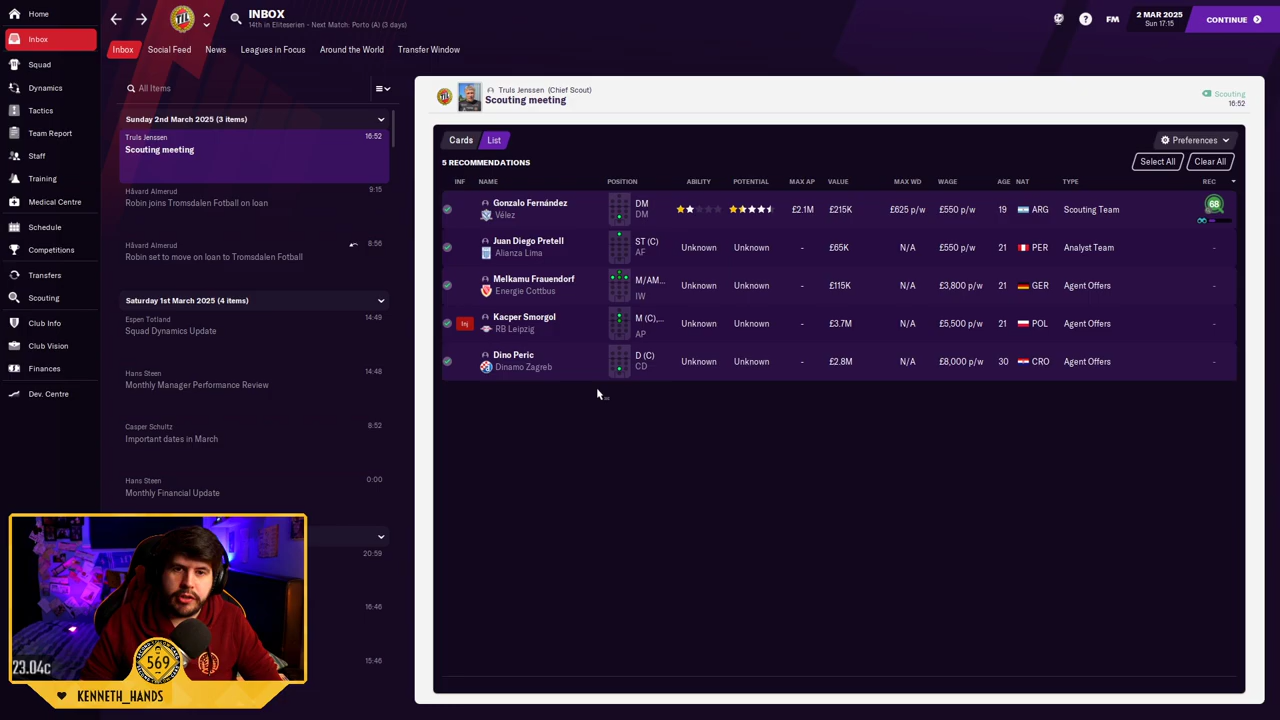 INBOX
14th in Eliteserien - Next Match: Porto (A) (3 days)
FM
2 MAR 2025
Sun 17:15
CONTINUE
Home
Inbox
Squad
Dynamics
Tactics
Team Report
Staff
Training
Medical Centre
Schedule
Competitions
Transfers
Scouting
Club Info
Club Vision
Finances
Dev. Centre
Inbox Social Feed News Leagues in Focus Around the World Transfer Window
All Items
Sunday 2nd March 2025 (3 items)
Truls Jenssen 16:52
Scouting meeting
Håvard Almerud 9:15
Robin joins Tromsdalen Fotball on loan
Håvard Almerud 8:56
Robin set to move on loan to Tromsdalen Fotball
Saturday 1st March 2025 (4 items)
Espen Totland 14:49
Squad Dynamics Update
Hans Steen 14:48
Monthly Manager Performance Review
Casper Schultz 8:52
Important dates in March
Hans Steen 0:00
Monthly Financial Update
20:59
16:46
15:46
Truls Jenssen (Chief Scout)
Scouting meeting
Scouting
16:52
Cards List
Preferences
5 RECOMMENDATIONS
Select All Clear All
INF NAME POSITION ABILITY POTENTIAL MAX AP VALUE MAX WD WAGE AGE NAT TYPE REC
Gonzalo Fernández DM £2.1M £215K £625 p/w £550 p/w 19 ARG Scouting Team 68
Vélez DM
Juan Diego Pretell ST (C) Unknown Unknown - £65K N/A £550 p/w 21 PER Analyst Team -
Alianza Lima AF
Melkamu Frauendorf M/AM... Unknown Unknown - £115K N/A £3,800 p/w 21 GER Agent Offers -
Energie Cottbus IW
Inj Kacper Smorgol M (C),... Unknown Unknown - £3.7M N/A £5,500 p/w 21 POL Agent Offers -
RB Leipzig AP
Dino Peric D (C) Unknown Unknown - £2.8M N/A £8,000 p/w 30 CRO Agent Offers -
Dinamo Zagreb CD
23.04c
569
KENNETH_HANDS